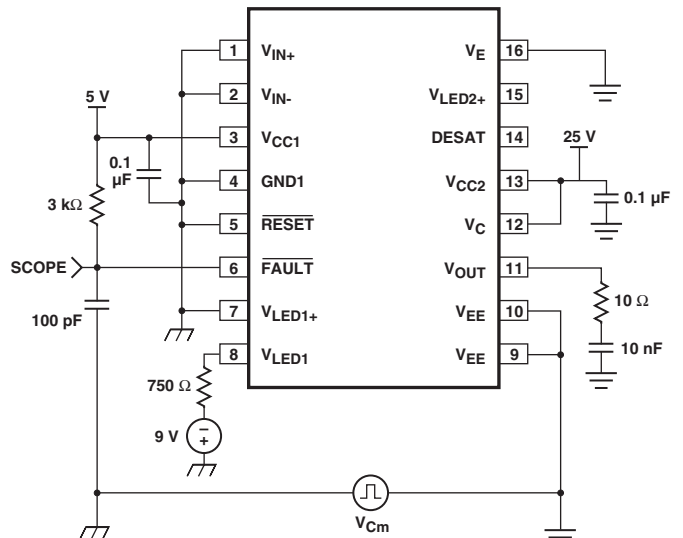 1 V_IN+ V_E 16
5 V 2 V_IN- V_LED2+ 15
3 V_CC1 DESAT 14
0.1 µF 25 V
4 GND1 V_CC2 13
3 kΩ 0.1 µF
5 RESET V_C 12
SCOPE 6 FAULT V_OUT 11
100 pF 7 V_LED1+ V_EE 10
10 Ω
8 V_LED1 V_EE 9
10 nF
750 Ω
9 V − +
V_Cm